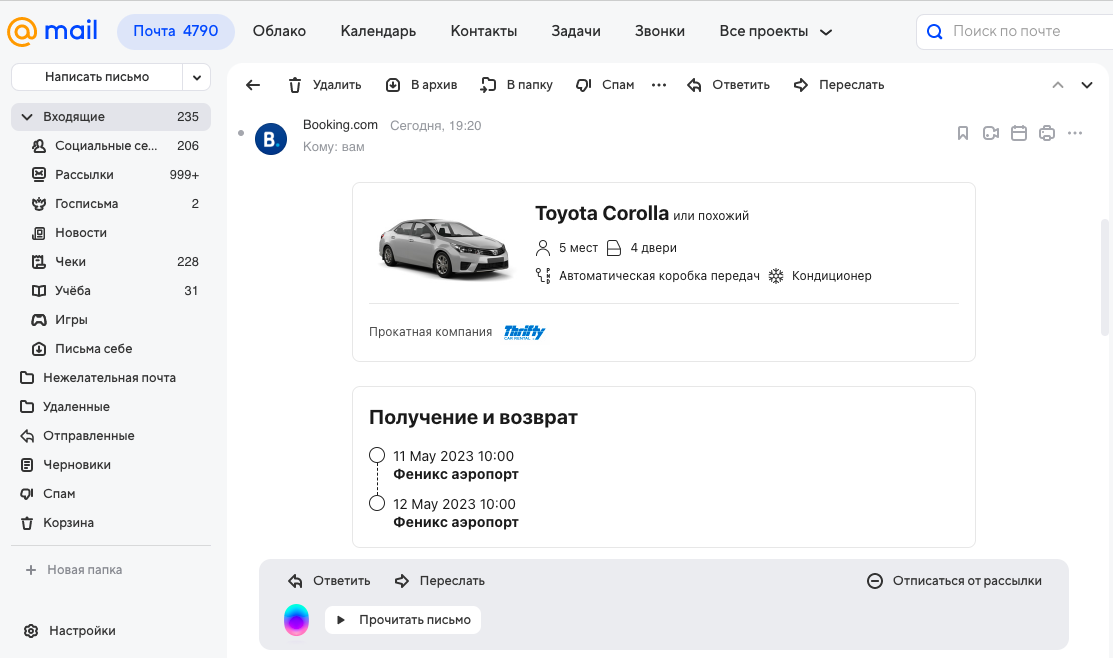 mail
Почта 4790
Облако
Календарь
Контакты
Задачи
Звонки
Все проекты
Поиск по почте
Написать письмо
Удалить
В архив
В папку
Спам
Ответить
Переслать
Входящие 235
Социальные се... 206
Рассылки 999+
Госписьма 2
Новости
Чеки 228
Учёба 31
Игры
Письма себе
Нежелательная почта
Удаленные
Отправленные
Черновики
Спам
Корзина
Новая папка
Настройки
B.
Booking.com Сегодня, 19:20
Кому: вам
Toyota Corolla или похожий
5 мест 4 двери
Автоматическая коробка передач Кондиционер
Прокатная компания Thrifty
CAR RENTAL
Получение и возврат
11 May 2023 10:00
Феникс аэропорт
12 May 2023 10:00
Феникс аэропорт
Ответить Переслать Отписаться от рассылки
Прочитать письмо